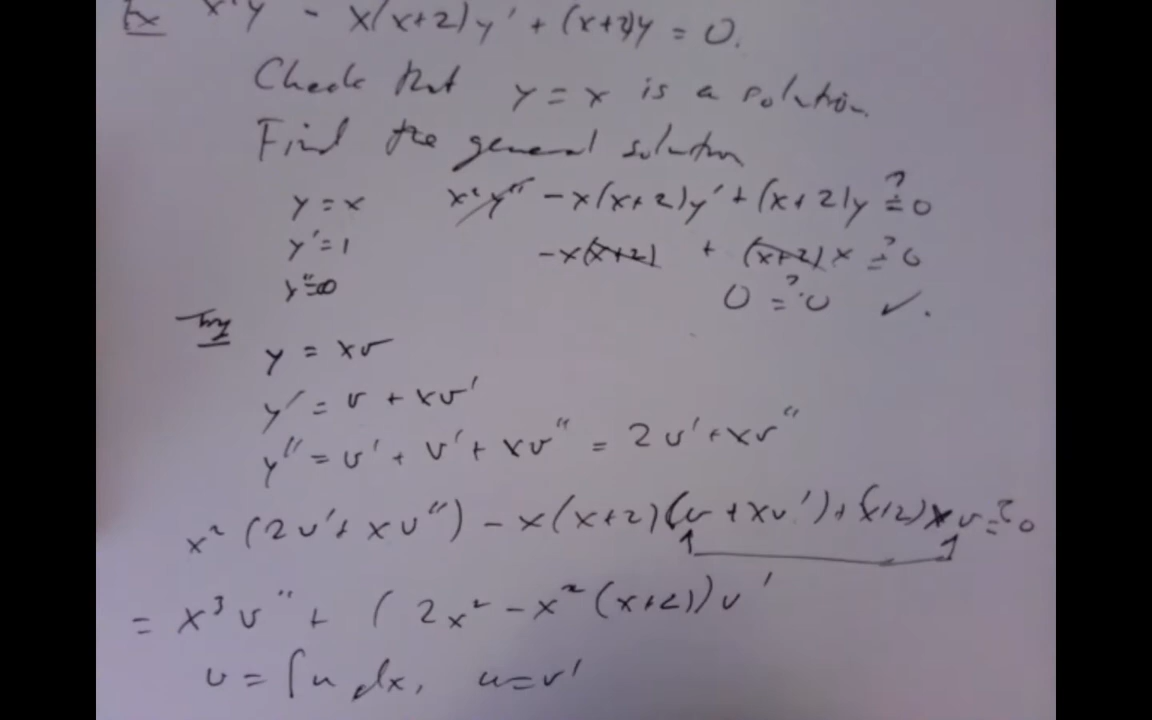 Ex x²y - x(x+2)y' + (x+2)y = 0.
Check that y = x is a solution.
Find the general solution
y = x x²y'' - x(x+2)y' + (x+2)y ?= 0
y' = 1 -x(x+2) + (x+2)x ?= 0
y'' = 0 0 ?= 0 ✓.
Try
y = xv
y' = v + xv'
y'' = v' + v' + xv'' = 2v' + xv''
x²(2v' + xv'') - x(x+2)(v + xv') + (x+2)xv ?= 0
= x³v'' + (2x² - x²(x+2))v'
v = ∫u dx, u = v'